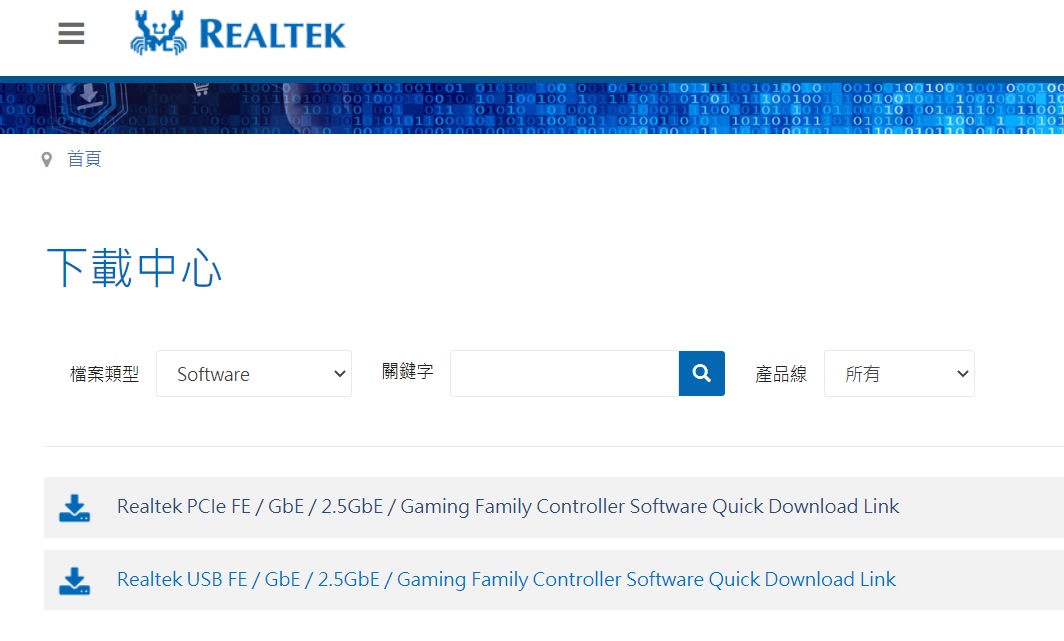 REALTEK
首頁
下載中心
檔案類型 Software 關鍵字 產品線 所有
Realtek PCIe FE / GbE / 2.5GbE / Gaming Family Controller Software Quick Download Link
Realtek USB FE / GbE / 2.5GbE / Gaming Family Controller Software Quick Download Link